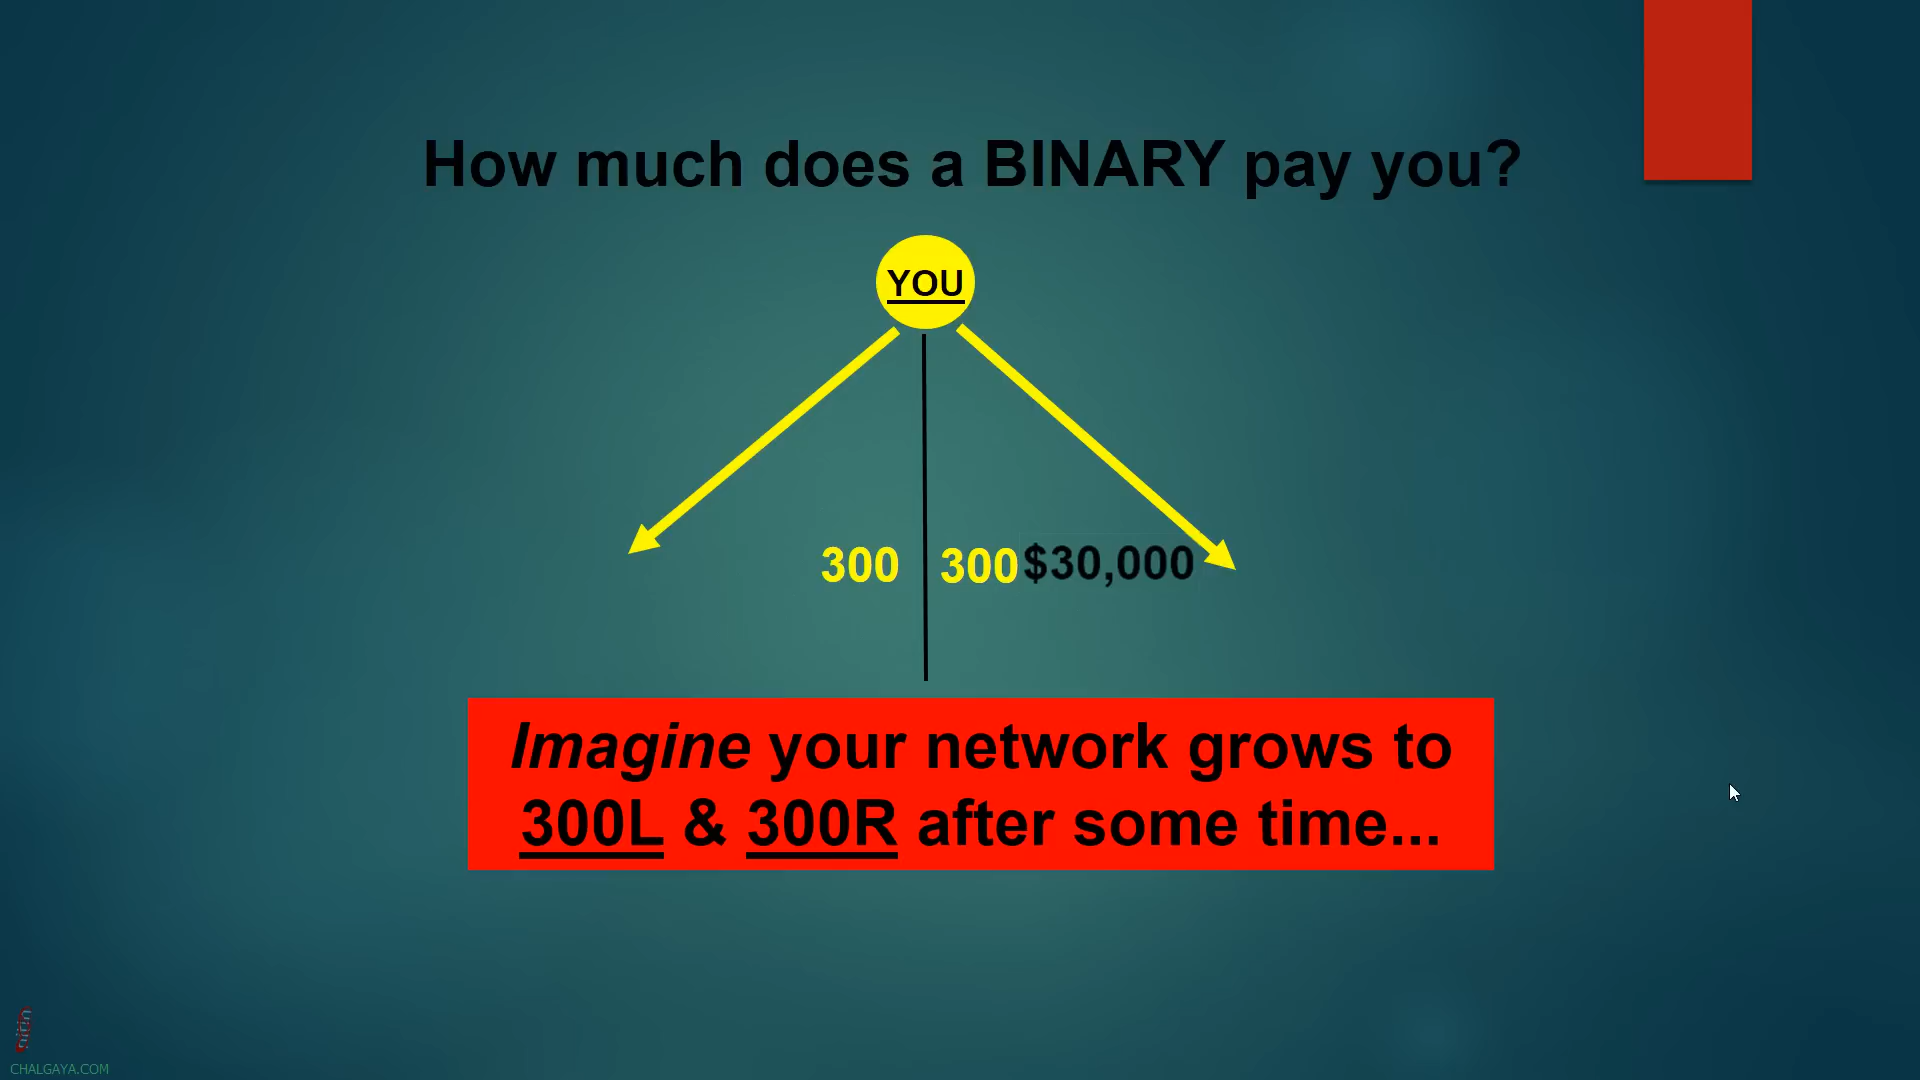 How much does a BINARY pay you?
YOU
300 300 $30,000
Imagine your network grows to
300L & 300R after some time...
CHALGAYA.COM